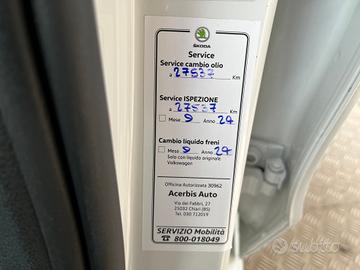 ŠKODA
Service
Service cambio olio
a 27537 Km
Service ISPEZIONE
a 27537 Km
Mese 9 Anno 24
Cambio liquido freni
Mese 9 Anno 24
Solo con liquido originale
Volkswagen
Officina Autorizzata 30962
Acerbis Auto
Via dei Fabbri, 27
25032 Chiari (BS)
Tel. 030 712019
SERVIZIO Mobilità
☎ 800-018049
subito